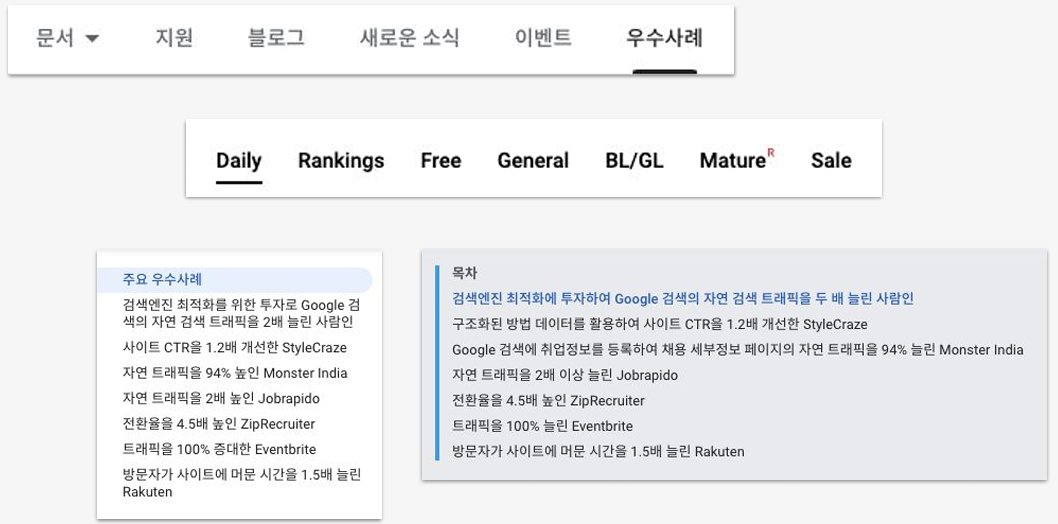 문서 지원 블로그 새로운 소식 이벤트 우수사례
Daily Rankings Free General BL/GL Mature R Sale
주요 우수사례
검색엔진 최적화를 위한 투자로 Google 검
색의 자연 검색 트래픽을 2배 늘린 사람인
사이트 CTR을 1.2배 개선한 StyleCraze
자연 트래픽을 94% 높인 Monster India
자연 트래픽을 2배 높인 Jobrapido
전환율을 4.5배 높인 ZipRecruiter
트래픽을 100% 증대한 Eventbrite
방문자가 사이트에 머문 시간을 1.5배 늘린
Rakuten
목차
검색엔진 최적화에 투자하여 Google 검색의 자연 검색 트래픽을 두 배 늘린 사람인
구조화된 방법 데이터를 활용하여 사이트 CTR을 1.2배 개선한 StyleCraze
Google 검색에 취업정보를 등록하여 채용 세부정보 페이지의 자연 트래픽을 94% 늘린 Monster India
자연 트래픽을 2배 이상 늘린 Jobrapido
전환율을 4.5배 높인 ZipRecruiter
트래픽을 100% 늘린 Eventbrite
방문자가 사이트에 머문 시간을 1.5배 늘린 Rakuten